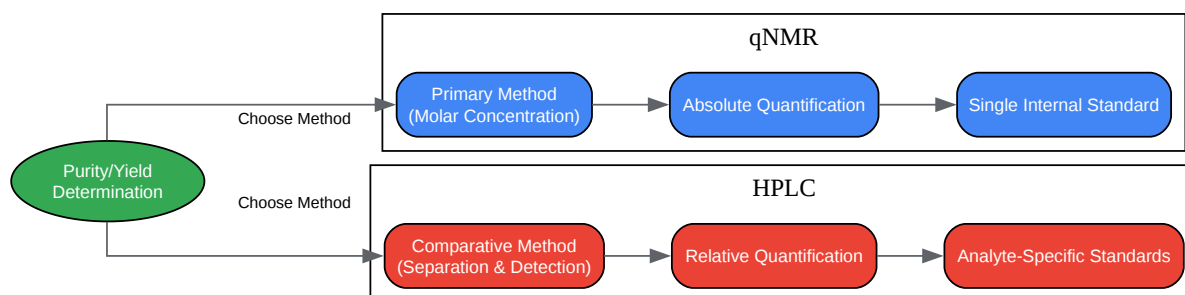 qNMR
Primary Method
(Molar Concentration)
Absolute Quantification
Single Internal Standard
Choose Method
Purity/Yield
Determination
Choose Method
HPLC
Comparative Method
(Separation & Detection)
Relative Quantification
Analyte-Specific Standards